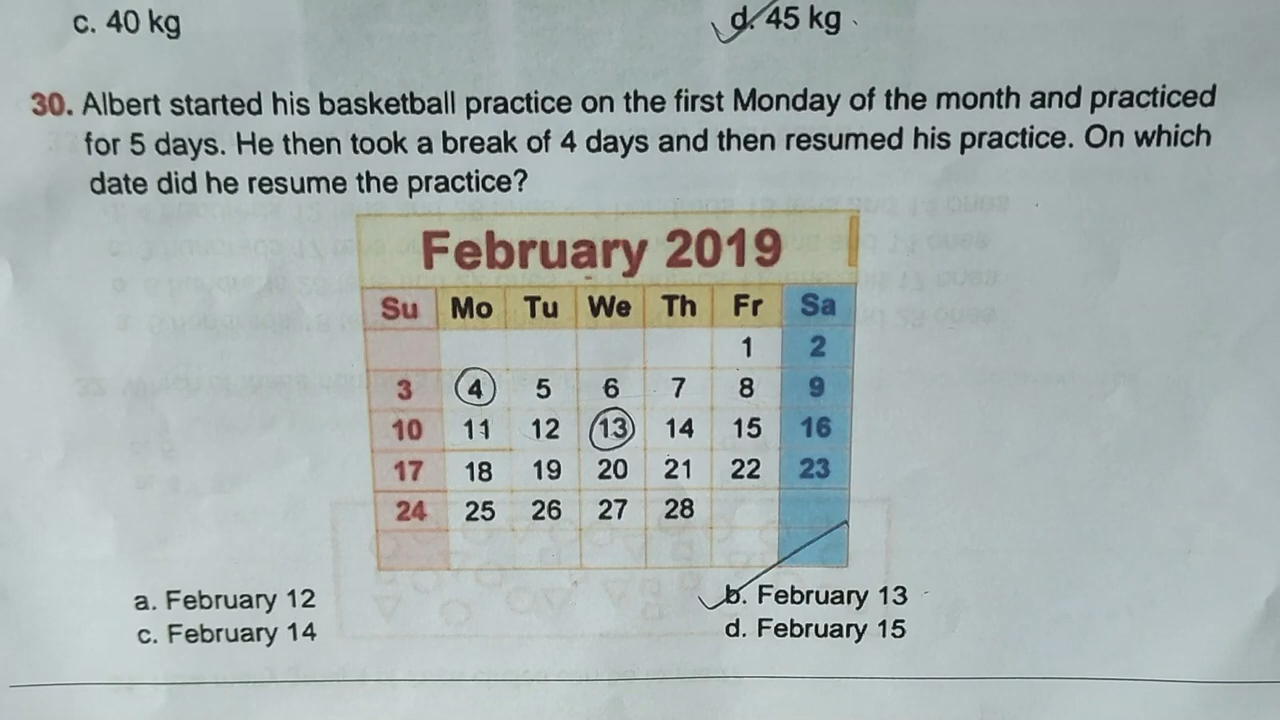 c. 40 kg d. 45 kg
30. Albert started his basketball practice on the first Monday of the month and practiced
for 5 days. He then took a break of 4 days and then resumed his practice. On which
date did he resume the practice?
February 2019
Su Mo Tu We Th Fr Sa
1 2
3 4 5 6 7 8 9
10 11 12 13 14 15 16
17 18 19 20 21 22 23
24 25 26 27 28
a. February 12 b. February 13
c. February 14 d. February 15